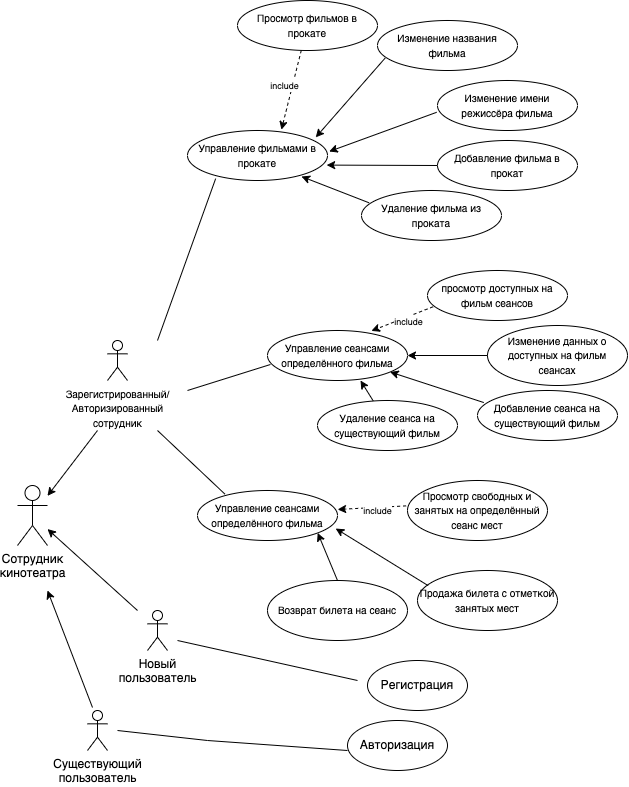 Просмотр фильмов в
прокате
Изменение названия
фильма
include
Изменение имени
режиссёра фильма
Управление фильмами в
прокате
Добавление фильма в
прокат
Удаление фильма из
проката
просмотр доступных на
фильм сеансов
include
Управление сеансами
определённого фильма
Изменение данных о
доступных на фильм
сеансах
Зарегистрированный/
Авторизированный
сотрудник
Удаление сеанса на
существующий фильм
Добавление сеанса на
существующий фильм
Управление сеансами
определённого фильма
include
Просмотр свободных и
занятых на определённый
сеанс мест
Сотрудник
кинотеатра
Возврат билета на сеанс
Продажа билета с отметкой
занятых мест
Новый
пользователь
Регистрация
Авторизация
Существующий
пользователь